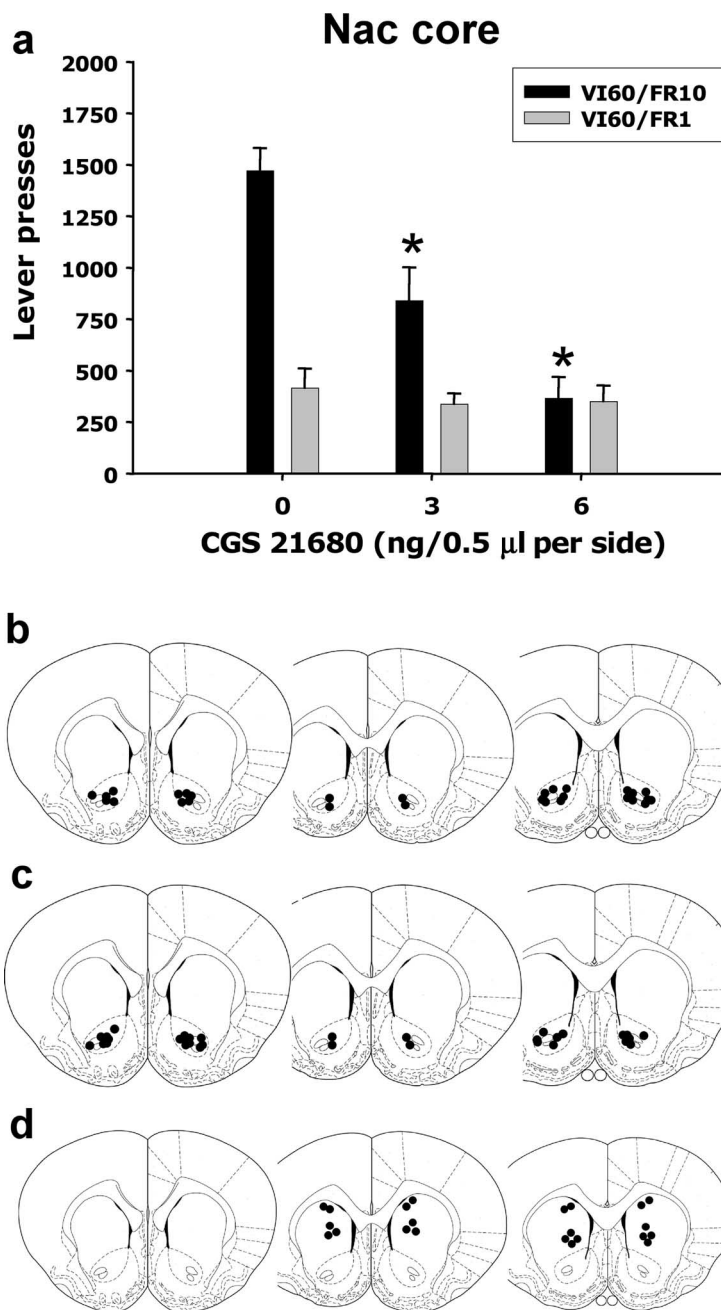 a
Nac core
2000
1750
1500
1250
1000
750
500
250
0
Lever presses
VI60/FR10
VI60/FR1
*
*
0 3 6
CGS 21680 (ng/0.5 µl per side)
b
c
d